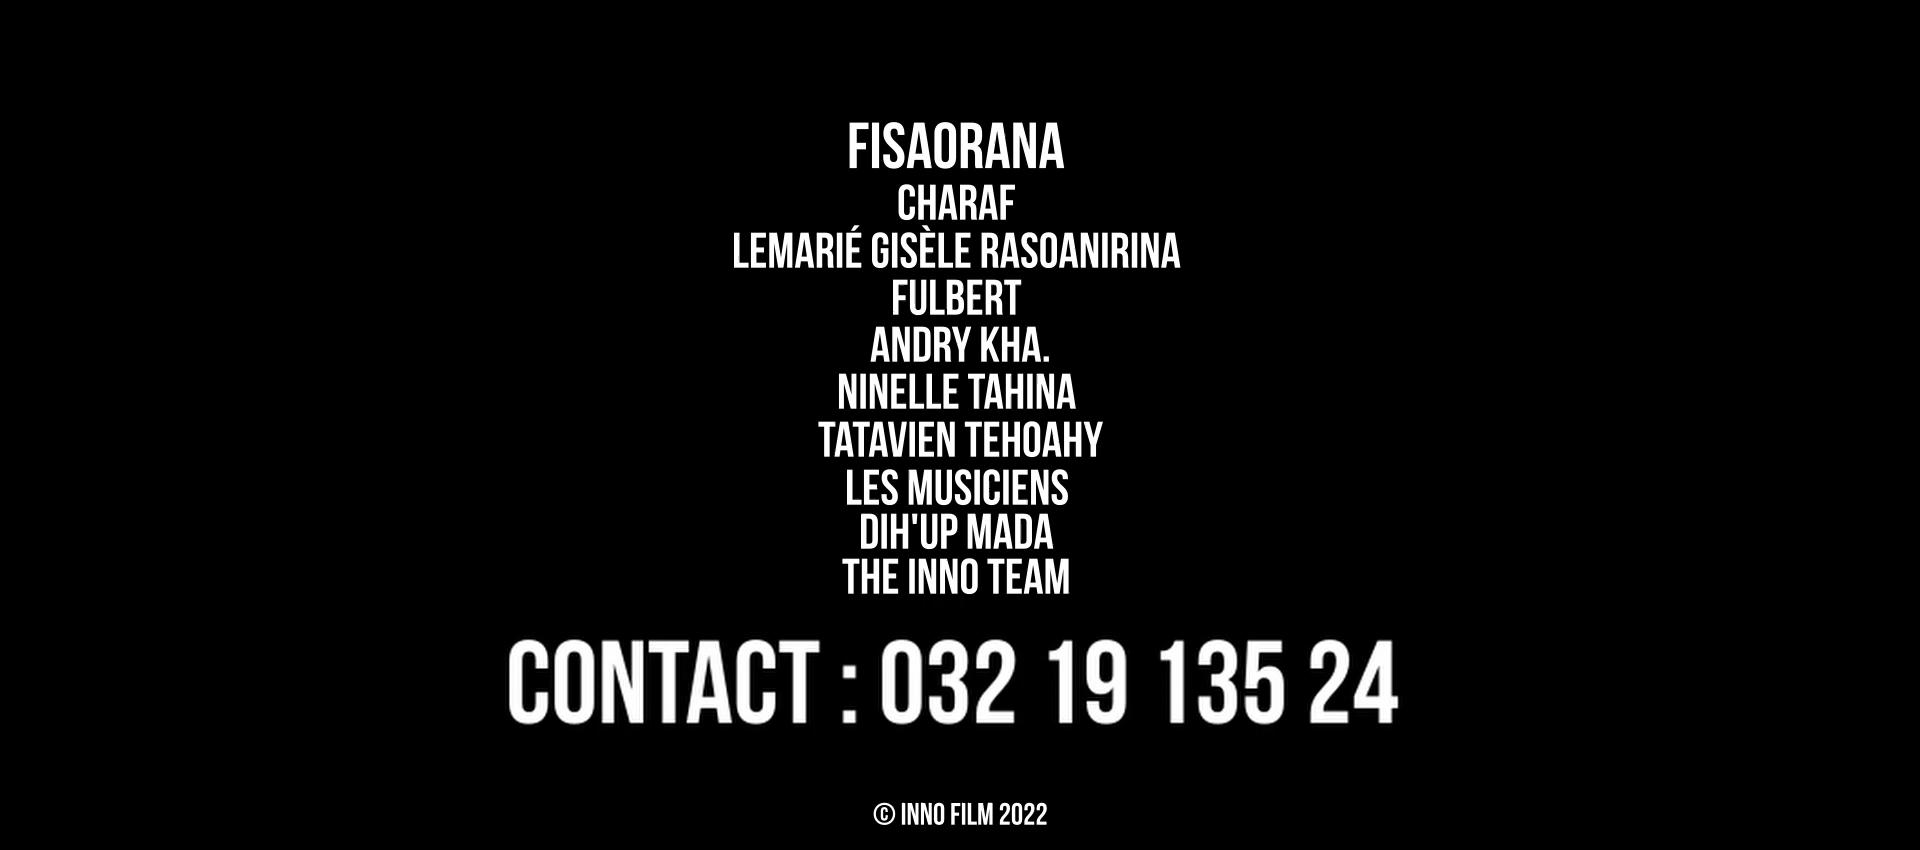 FISAORANA
CHARAF
LEMARIÉ GISÈLE RASOANIRINA
FULBERT
ANDRY KHA.
NINELLE TAHINA
TATAVIEN TEHOAHY
LES MUSICIENS
DIH'UP MADA
THE INNO TEAM
CONTACT : 032 19 135 24
© INNO FILM 2022